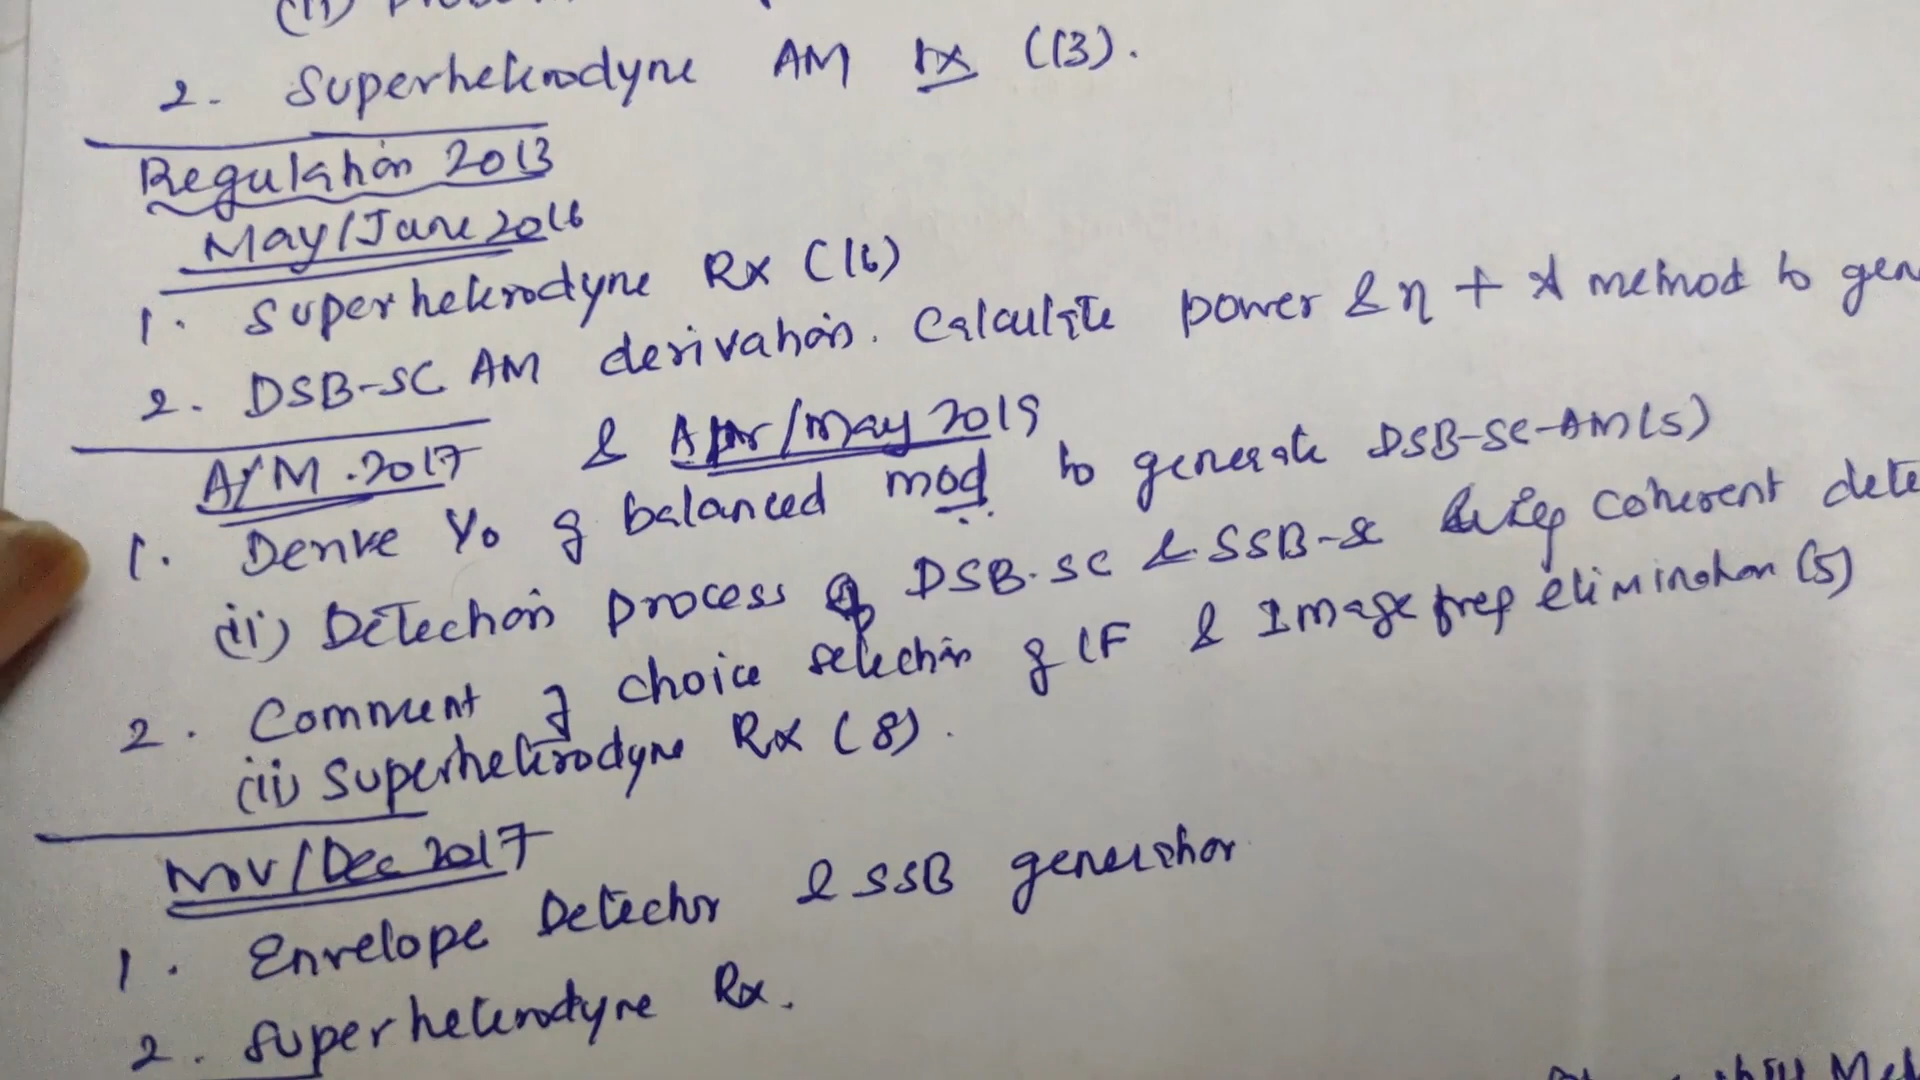 (ii)
2. Superheterodyne AM rx (13).
Regulation 2013
May/June 2016
1. Superheterodyne Rx (16)
2. DSB-SC AM derivation. Calculate power & η + method to gen
A/M.2017 & Apr/May 2019
1. Derive Yo of balanced mod to generate DSB-SC-AM(5)
(ii) Detection process of DSB-SC & SSB-SC using coherent dete
2. Comment of choice selection of IF & Image freq elimination (5)
(ii) Superheterodyne Rx (8).
Nov/Dec 2017
1. Envelope Detector & SSB generation
2. Superheterodyne Rx.